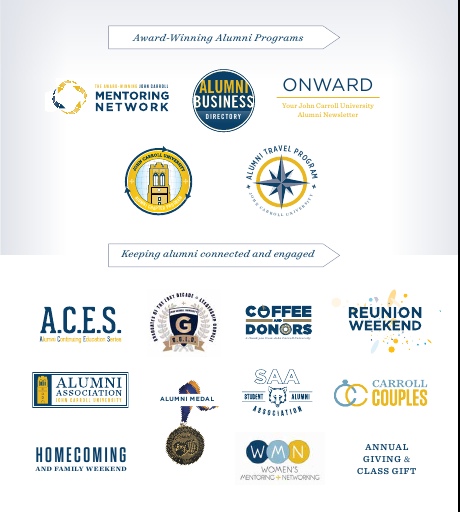 Award-Winning Alumni Programs
THE AWARD WINNING JOHN CARROLL
MENTORING
NETWORK
ALUMNI
BUSINESS
DIRECTORY
ONWARD
Your John Carroll University
Alumni Newsletter
JOHN CARROLL UNIVERSITY
ALUMNI TRAVEL PROGRAM
JOHN CARROLL UNIVERSITY
Keeping alumni connected and engaged
A.C.E.S.
Alumni Continuing Education Series
GRADUATES OF THE LAST DECADE • LEADERSHIP COUNCIL
G
GOLD
COFFEE
AND
DONORS
REUNION
WEEKEND
ALUMNI
ASSOCIATION
JOHN CARROLL UNIVERSITY
ALUMNI MEDAL
SAA
STUDENT ALUMNI
ASSOCIATION
CARROLL
COUPLES
HOMECOMING
AND FAMILY WEEKEND
WMN
WOMEN'S
MENTORING + NETWORKING
ANNUAL
GIVING &
CLASS GIFT